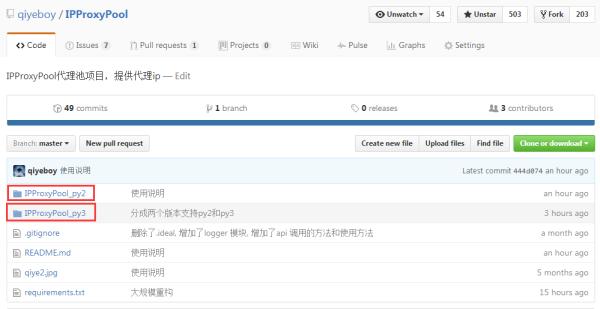 qiyeboy / IPProxyPool
Unwatch 54 Unstar 503 Fork 203
Code Issues 7 Pull requests 1 Projects 0 Wiki Pulse Graphs Settings
IPProxyPool代理池项目，提供代理ip — Edit
49 commits 1 branch 0 releases 3 contributors
Branch: master New pull request Create new file Upload files Find file Clone or download
qiyeboy 使用说明 Latest commit 444d074 an hour ago
IPProxyPool_py2 使用说明 an hour ago
IPProxyPool_py3 分成两个版本支持py2和py3 3 hours ago
.gitignore 删除了.ideal, 增加了logger 模块, 增加了api 调用的方法和使用方法 a month ago
README.md 使用说明 an hour ago
qiye2.jpg 使用说明 5 months ago
requirements.txt 大规模重构 15 hours ago